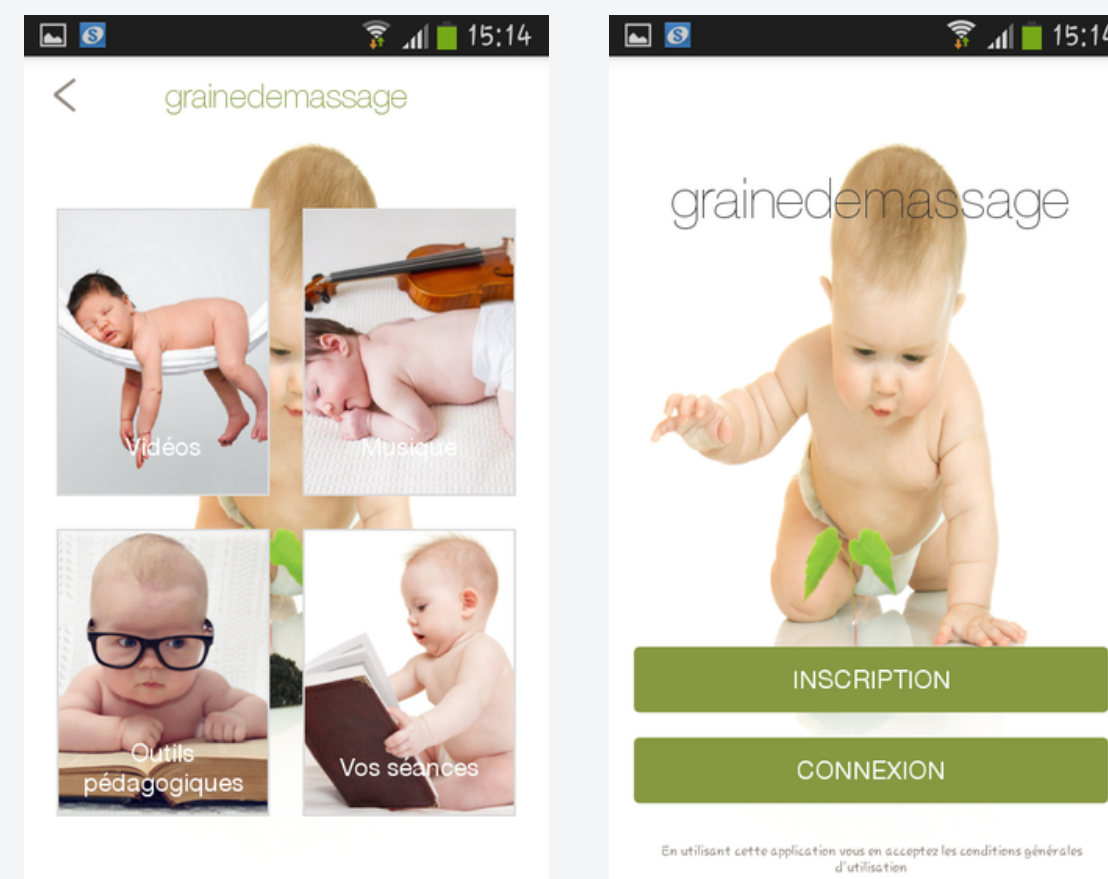 15:14
grainedemassage
Vidéos
Musique
Outils
pédagogiques
Vos séances
15:14
grainedemassage
INSCRIPTION
CONNEXION
En utilisant cette application vous en acceptez les conditions générales
d'utilisation